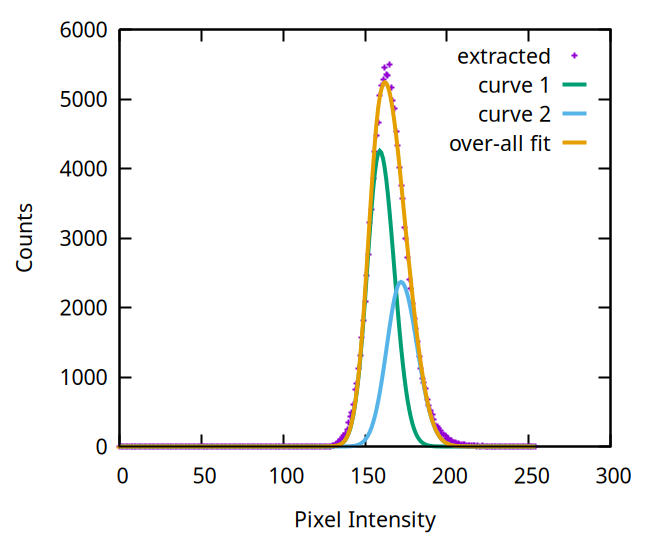 6000
5000
4000
3000
2000
1000
0
Counts
extracted
curve 1
curve 2
over-all fit
0 50 100 150 200 250 300
Pixel Intensity